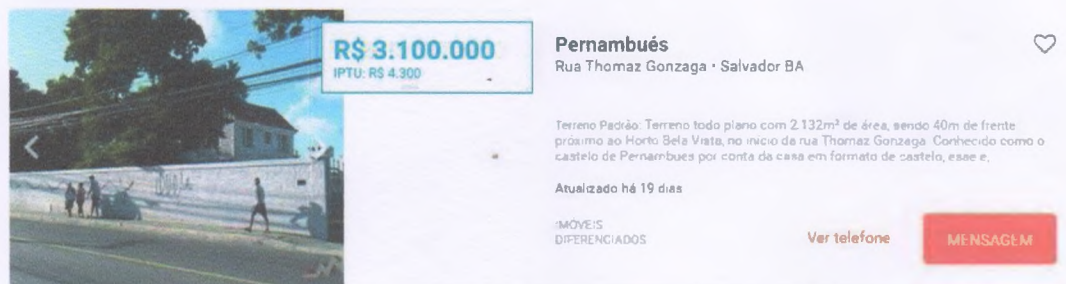 R$ 3.100.000
IPTU: R$ 4.300
Pernambués
Rua Thomaz Gonzaga · Salvador BA
Terreno Padrão: Terreno todo plano com 2.132m² de área, sendo 40m de frente
próximo ao Horto Bela Vista, no início da rua Thomaz Gonzaga. Conhecido como o
castelo de Pernambues por conta da casa em formato de castelo, esse e,
Atualizado há 19 dias
IMOVEIS
DIFERENCIADOS
Ver telefone
MENSAGEM